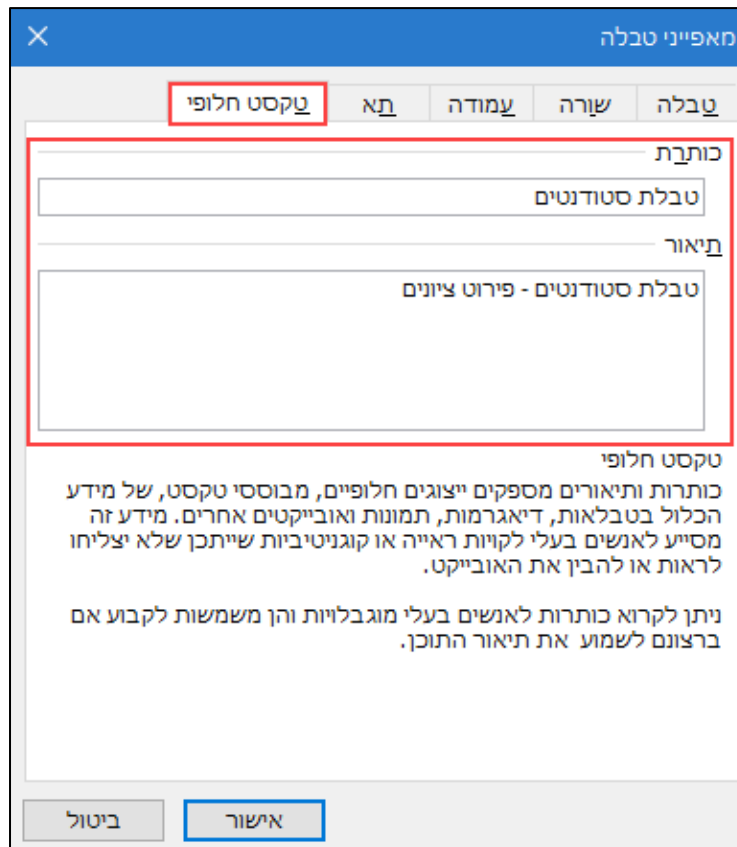 מאפייני טבלה
טבלה שורה עמודה תא טקסט חלופי
כותרת
טבלת סטודנטים
תיאור
טבלת סטודנטים - פירוט ציונים
טקסט חלופי
כותרות ותיאורים מספקים ייצוגים חלופיים, מבוססי טקסט, של מידע
הכלול בטבלאות, דיאגרמות, תמונות ואובייקטים אחרים. מידע זה
מסייע לאנשים בעלי לקויות ראייה או קוגניטיביות שייתכן שלא יצליחו
לראות או להבין את האובייקט.
ניתן לקרוא כותרות לאנשים בעלי מוגבלויות והן משמשות לקבוע אם
ברצונם לשמוע את תיאור התוכן.
אישור ביטול